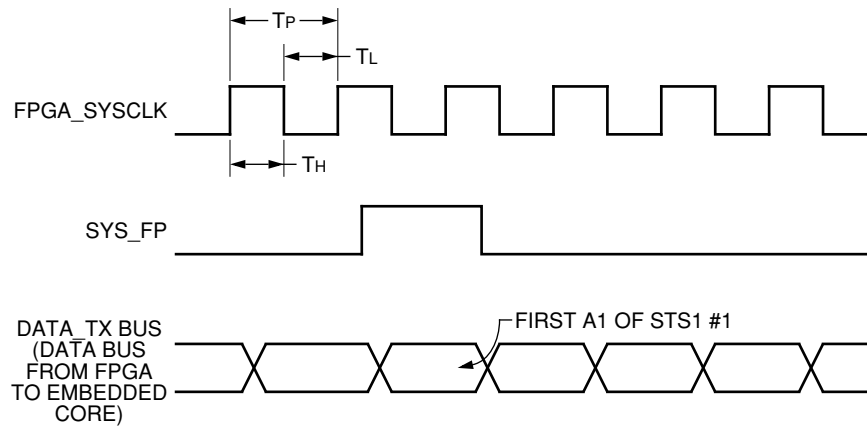 TP
TL
FPGA_SYSCLK
TH
SYS_FP
FIRST A1 OF STS1 #1
DATA_TX BUS
(DATA BUS
FROM FPGA
TO EMBEDDED
CORE)